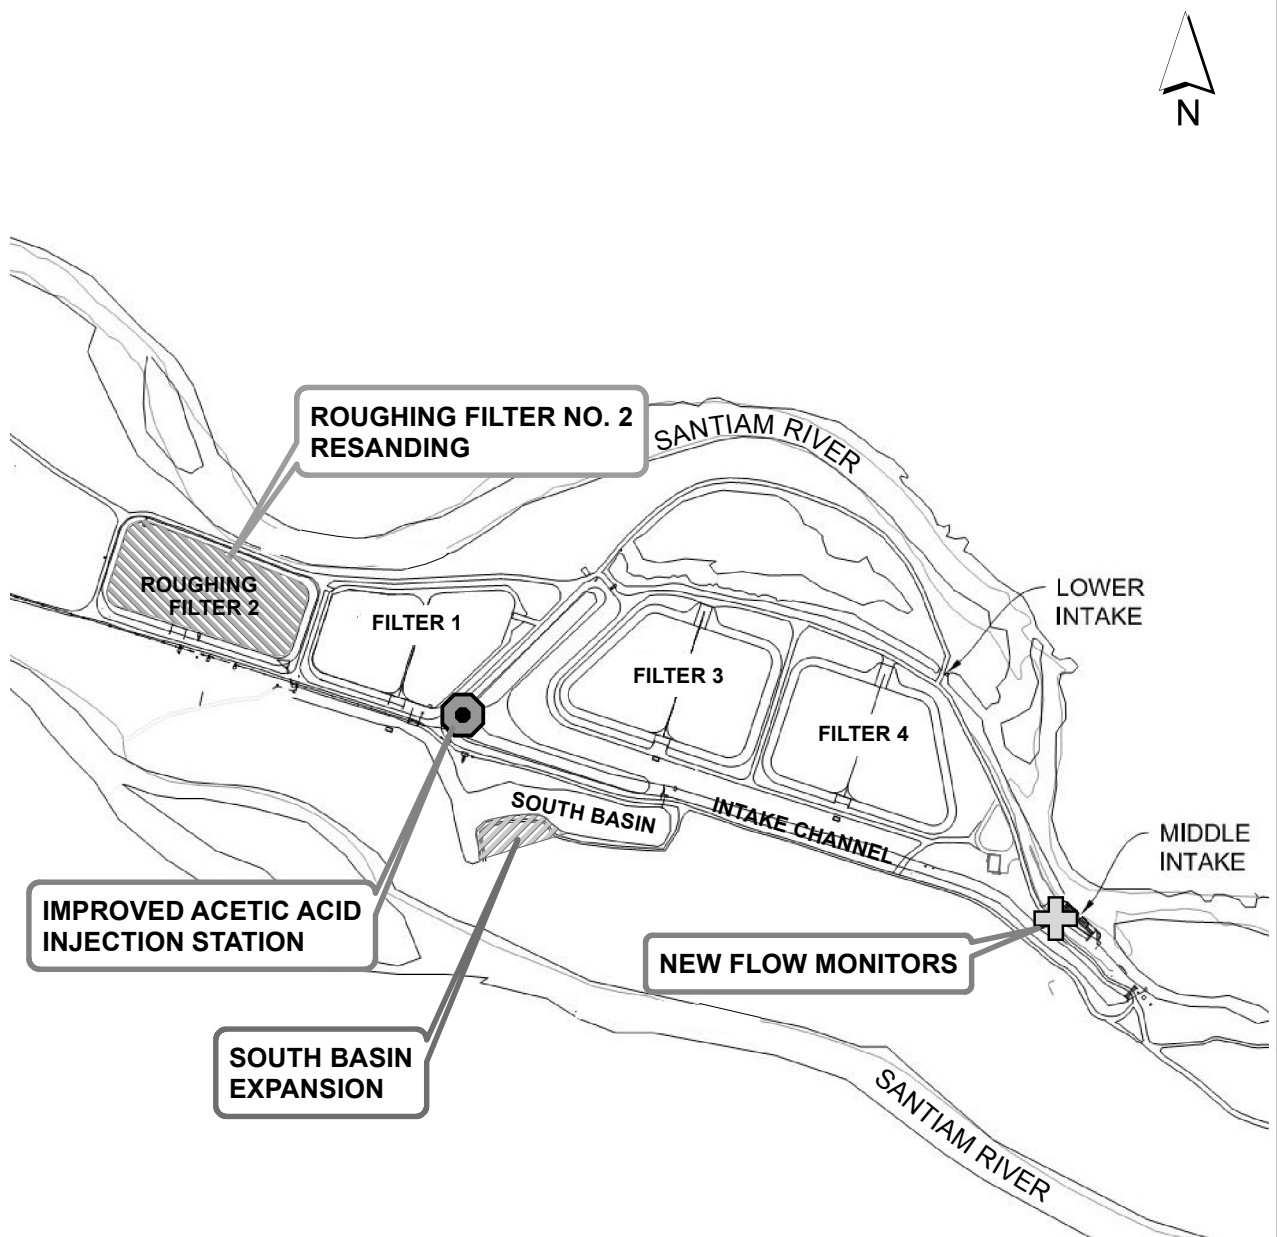 N
SANTIAM RIVER
ROUGHING FILTER NO. 2
RESANDING
ROUGHING
FILTER 2
FILTER 1
FILTER 3
FILTER 4
LOWER
INTAKE
SOUTH BASIN
INTAKE CHANNEL
MIDDLE
INTAKE
IMPROVED ACETIC ACID
INJECTION STATION
NEW FLOW MONITORS
SOUTH BASIN
EXPANSION
SANTIAM RIVER